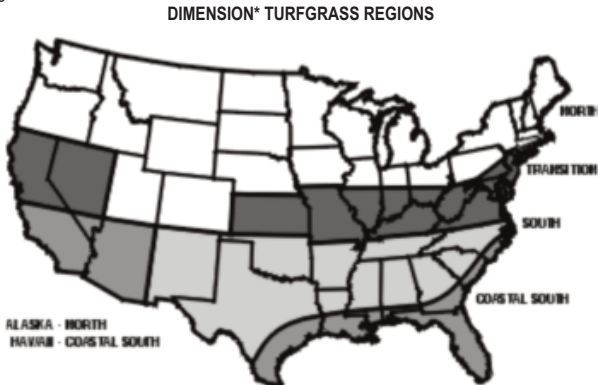 DIMENSION* TURFGRASS REGIONS
NORTH
TRANSITION
SOUTH
COASTAL SOUTH
ALASKA - NORTH
HAWAII - COASTAL SOUTH